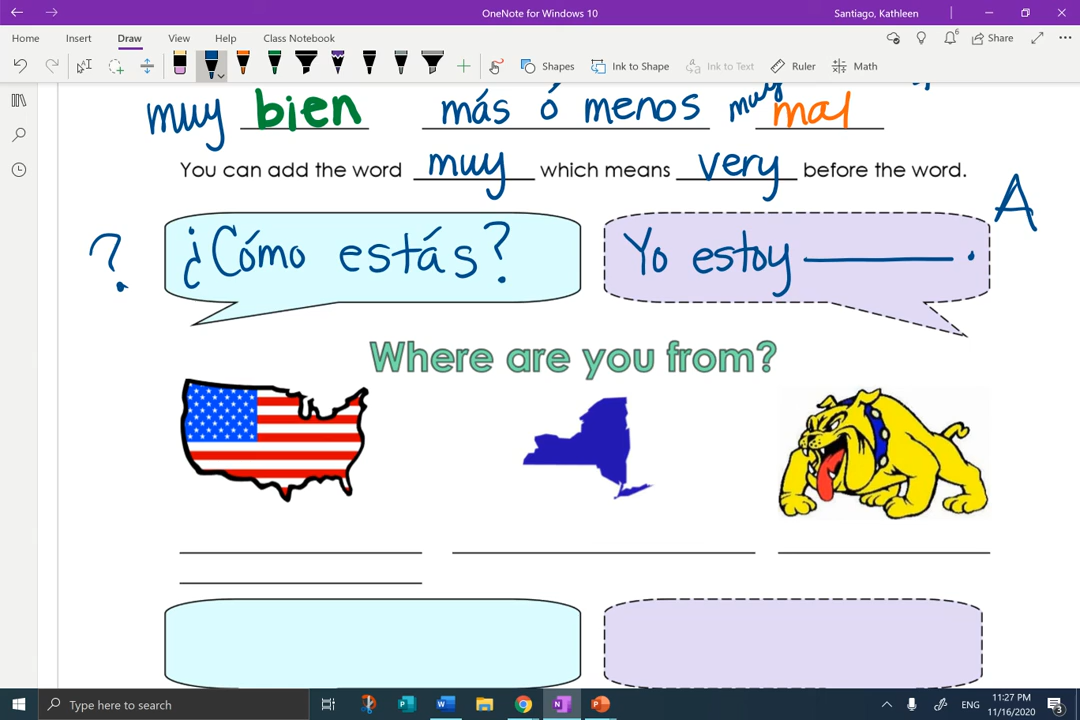 OneNote for Windows 10
Santiago, Kathleen
Home Insert Draw View Help Class Notebook
Share
Shapes Ink to Shape Ink to Text Ruler Math
muy bien más ó menos muy mal
You can add the word muy which means very before the word.
A
? ¿Cómo estás? Yo estoy ________.
Where are you from?
Type here to search
ENG
11:27 PM
11/16/2020
3